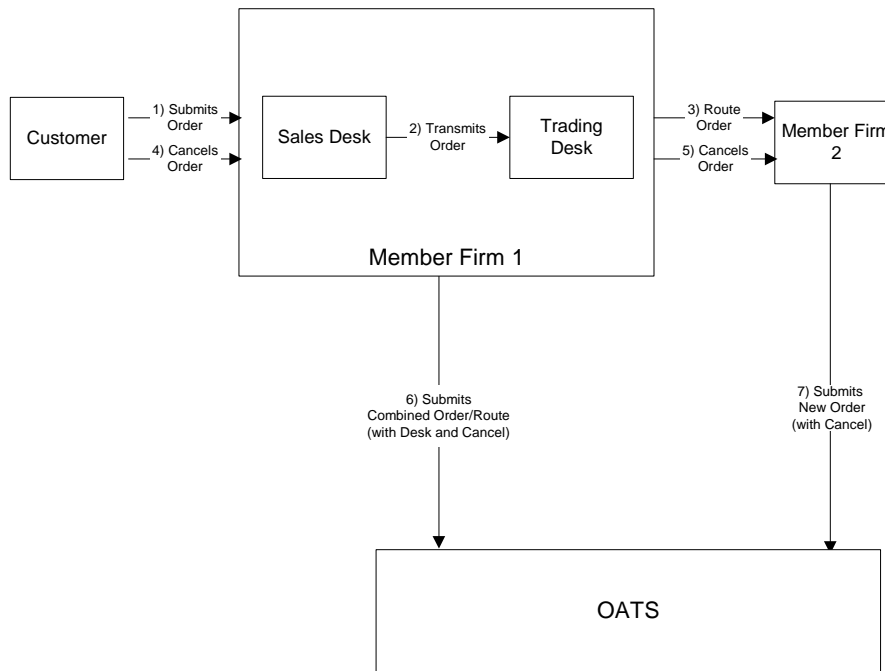 Customer
1) Submits
Order
4) Cancels
Order
Sales Desk
2) Transmits
Order
Trading
Desk
Member Firm 1
3) Route
Order
5) Cancels
Order
Member Firm
2
6) Submits
Combined Order/Route
(with Desk and Cancel)
7) Submits
New Order
(with Cancel)
OATS